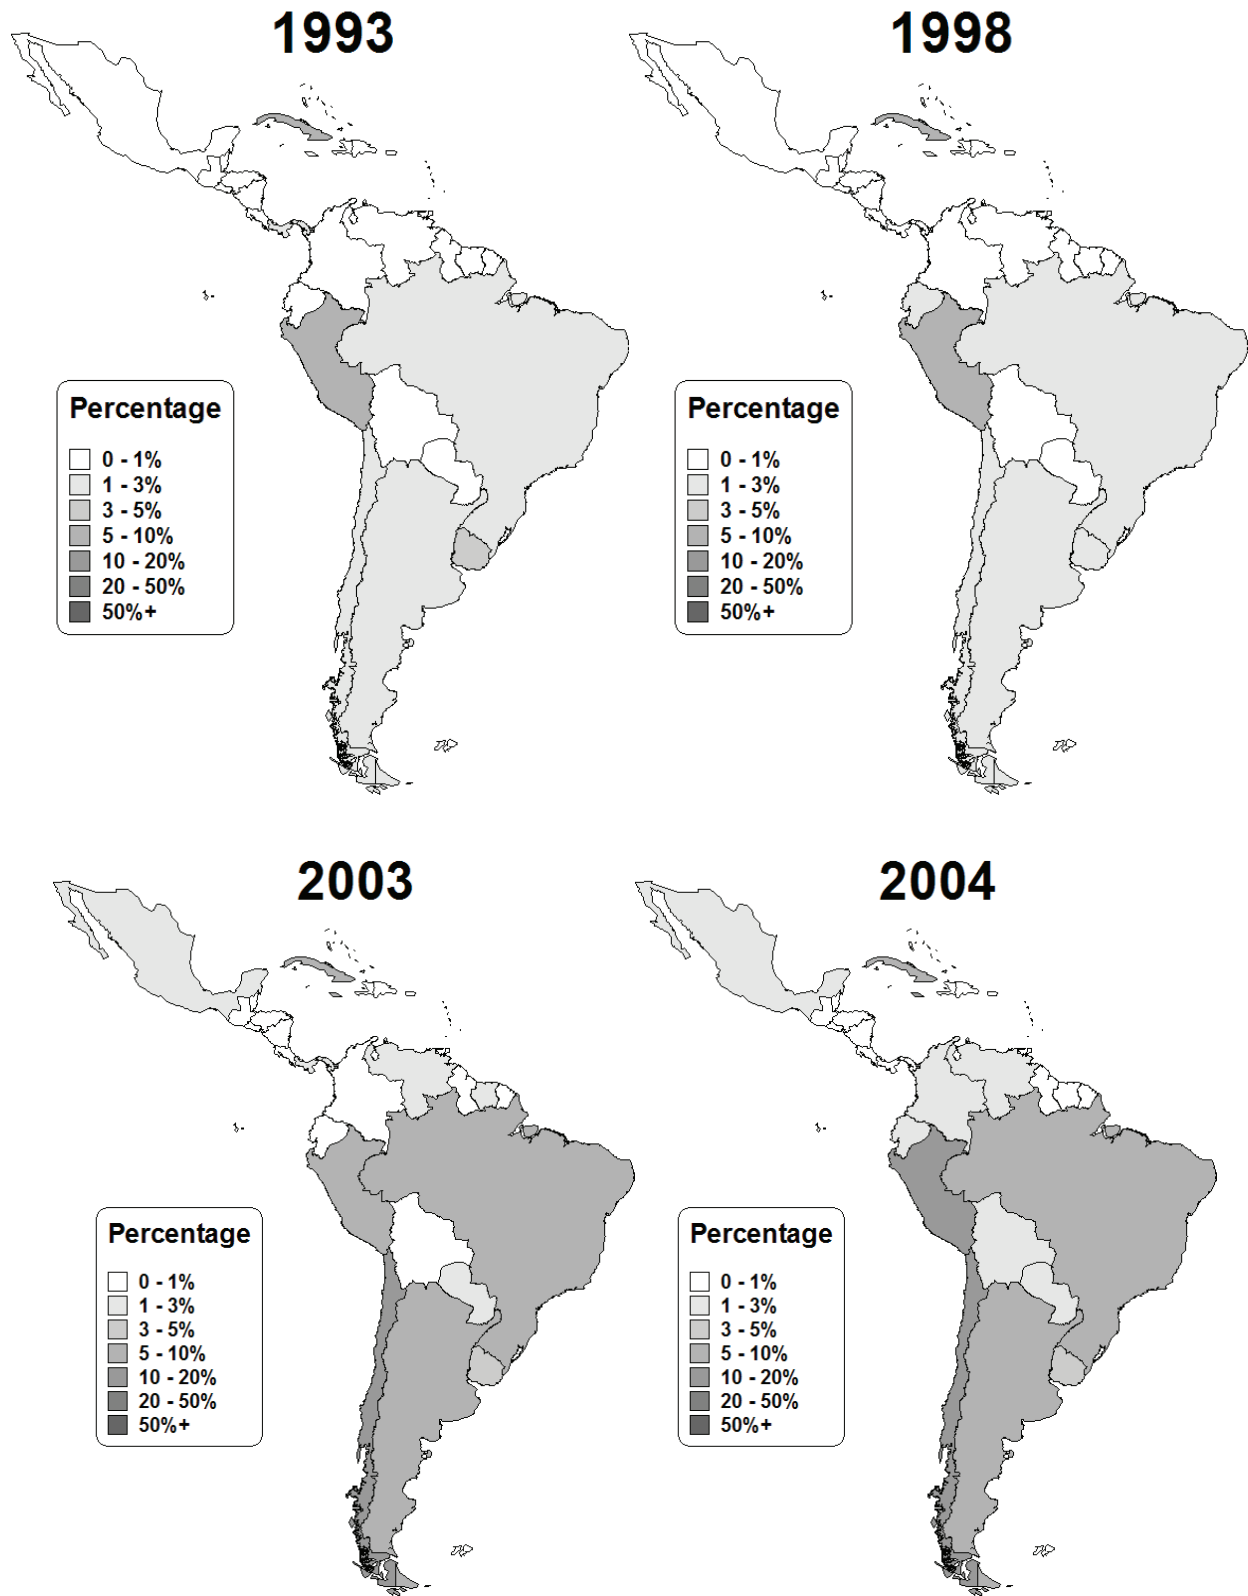 1993
1998
Percentage
0 - 1%
1 - 3%
3 - 5%
5 - 10%
10 - 20%
20 - 50%
50%+
Percentage
0 - 1%
1 - 3%
3 - 5%
5 - 10%
10 - 20%
20 - 50%
50%+
2003
2004
Percentage
0 - 1%
1 - 3%
3 - 5%
5 - 10%
10 - 20%
20 - 50%
50%+
Percentage
0 - 1%
1 - 3%
3 - 5%
5 - 10%
10 - 20%
20 - 50%
50%+